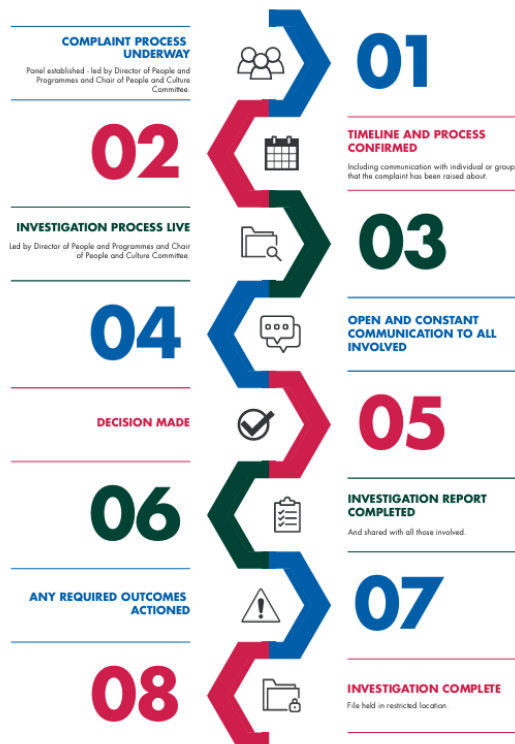 COMPLAINT PROCESS
UNDERWAY
Panel established - led by Director of People and
Programmes and Chair of People and Culture
Committee.
01
02
TIMELINE AND PROCESS
CONFIRMED
Including communication with individual or group
that the complaint has been raised about.
INVESTIGATION PROCESS LIVE
Led by Director of People and Programmes and Chair
of People and Culture Committee.
03
04
OPEN AND CONSTANT
COMMUNICATION TO ALL
INVOLVED
DECISION MADE
05
06
INVESTIGATION REPORT
COMPLETED
And shared with all those involved.
ANY REQUIRED OUTCOMES
ACTIONED
07
08
INVESTIGATION COMPLETE
File held in restricted location.